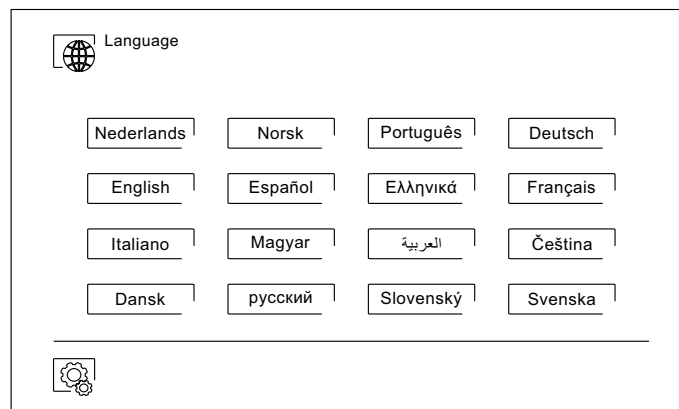 Language
Nederlands Norsk Português Deutsch
English Español Ελληνικά Français
Italiano Magyar العربية Čeština
Dansk русский Slovenský Svenska